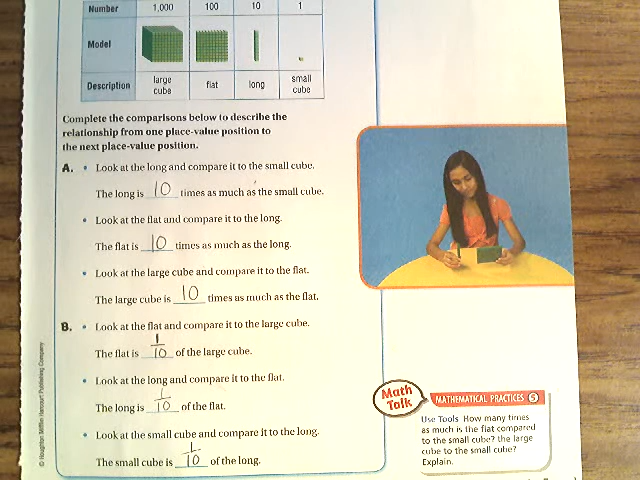 Number 1,000 100 10 1
Model
Description large cube flat long small cube
Complete the comparisons below to describe the
relationship from one place-value position to
the next place-value position.
A. • Look at the long and compare it to the small cube.
The long is 10 times as much as the small cube.
• Look at the flat and compare it to the long.
The flat is 10 times as much as the long.
• Look at the large cube and compare it to the flat.
The large cube is 10 times as much as the flat.
B. • Look at the flat and compare it to the large cube.
The flat is 1/10 of the large cube.
• Look at the long and compare it to the flat.
The long is 1/10 of the flat.
• Look at the small cube and compare it to the long.
The small cube is 1/10 of the long.
Math Talk
MATHEMATICAL PRACTICES 5
Use Tools How many times
as much is the flat compared
to the small cube? the large
cube to the small cube?
Explain.
© Houghton Mifflin Harcourt Publishing Company